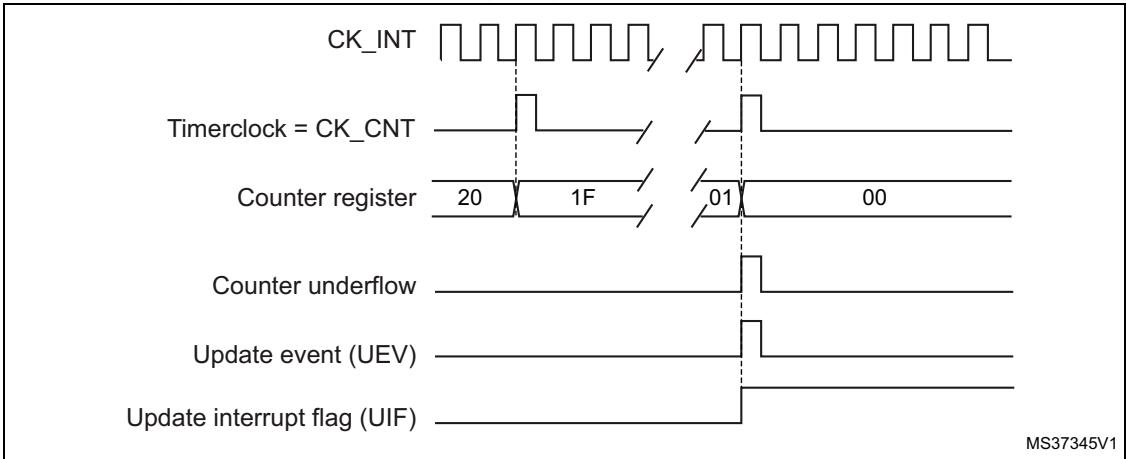 CK_INT
Timerclock = CK_CNT
Counter register 20 1F 01 00
Counter underflow
Update event (UEV)
Update interrupt flag (UIF)
MS37345V1